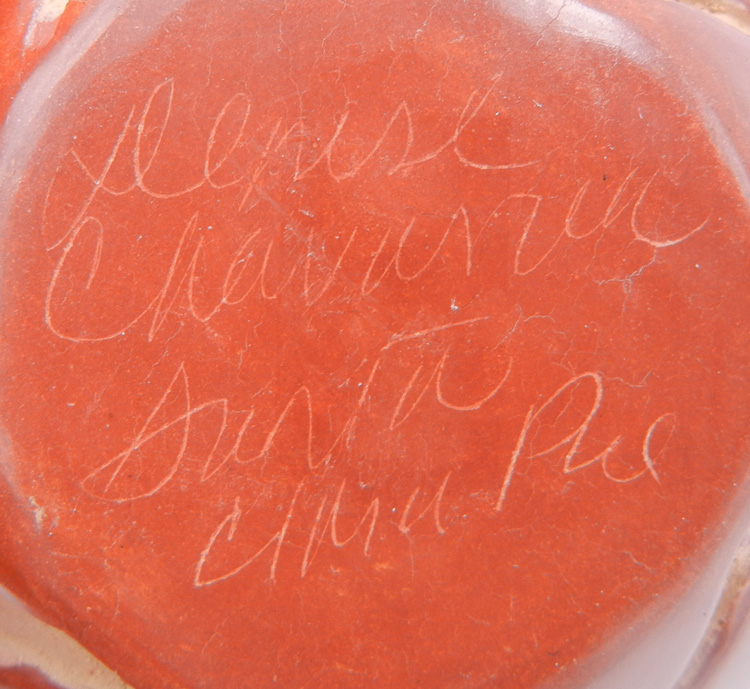 Denise
Chavarria
Santa
Clara Pue